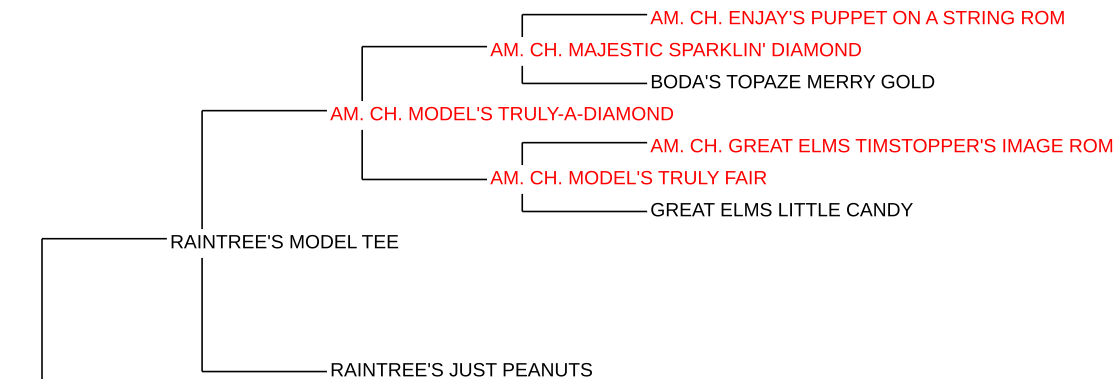 AM. CH. ENJAY'S PUPPET ON A STRING ROM
AM. CH. MAJESTIC SPARKLIN' DIAMOND
BODA'S TOPAZE MERRY GOLD
AM. CH. MODEL'S TRULY-A-DIAMOND
AM. CH. GREAT ELMS TIMSTOPPER'S IMAGE ROM
AM. CH. MODEL'S TRULY FAIR
GREAT ELMS LITTLE CANDY
RAINTREE'S MODEL TEE
RAINTREE'S JUST PEANUTS